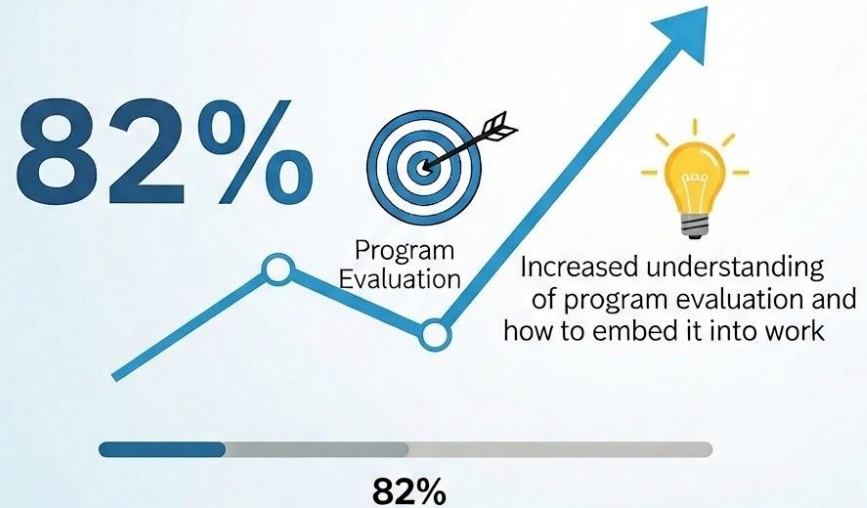 82%
Program
Evaluation
Increased understanding
of program evaluation and
how to embed it into work
82%